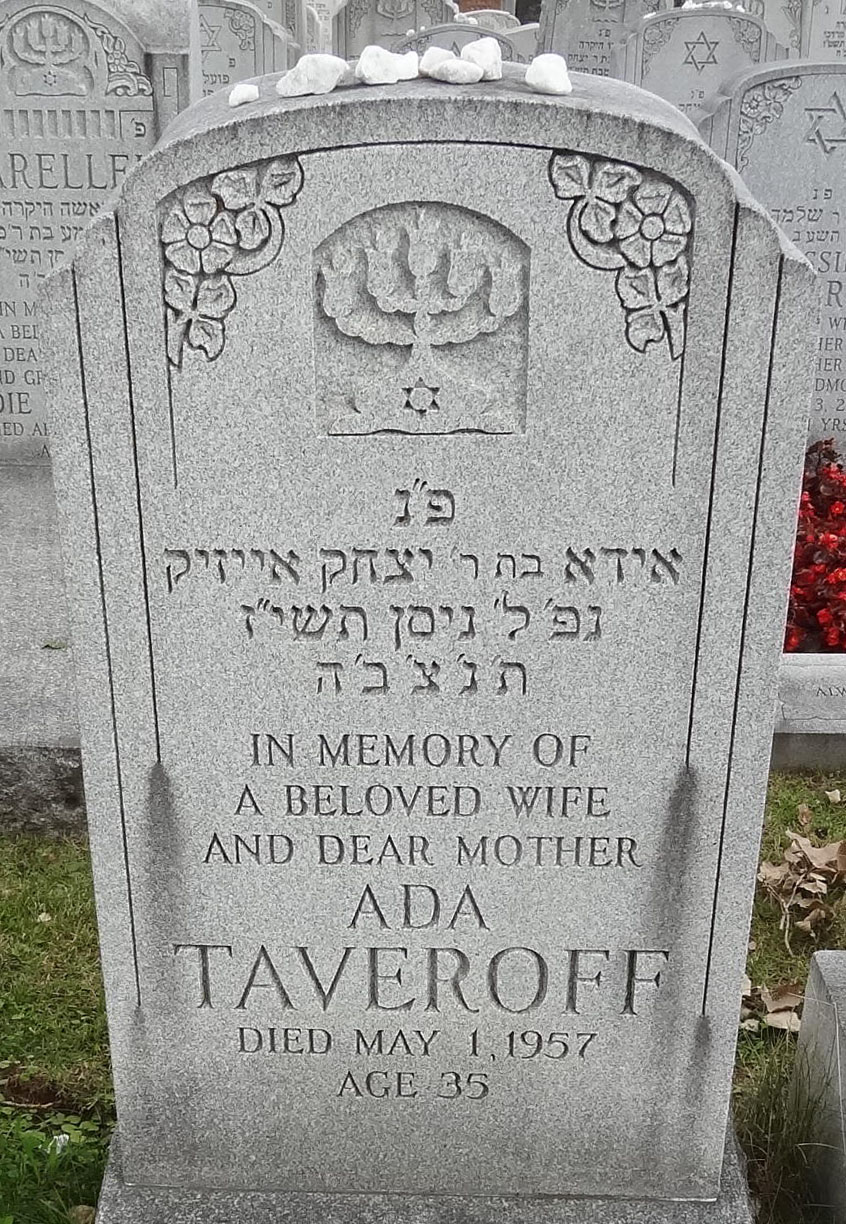 פ"נ
אידא בת ר' יצחק אייזיק
נפ' ל' ניסן תשי"ז
ת'נ'צ'ב'ה
IN MEMORY OF
A BELOVED WIFE
AND DEAR MOTHER
ADA
TAVEROFF
DIED MAY 1, 1957
AGE 35